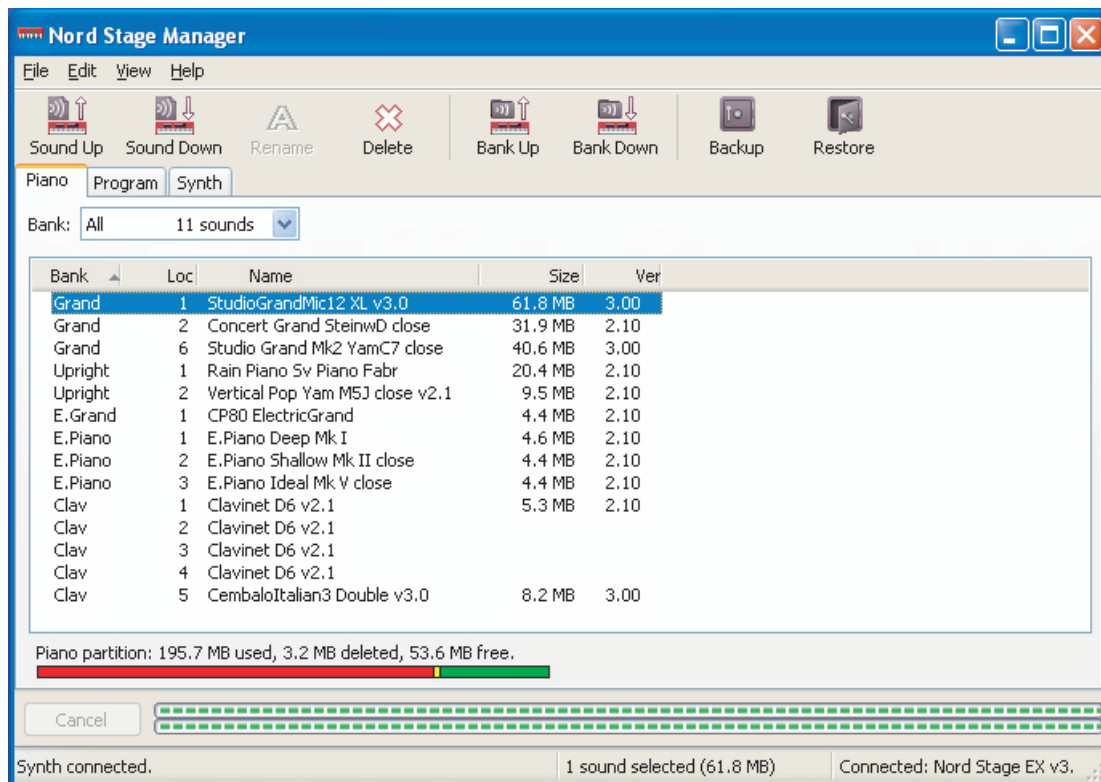 Nord Stage Manager
File Edit View Help
Sound Up Sound Down Rename Delete Bank Up Bank Down Backup Restore
Piano Program Synth
Bank: All 11 sounds
Bank Loc Name Size Ver
Grand 1 StudioGrandMic12 XL v3.0 61.8 MB 3.00
Grand 2 Concert Grand SteinwD close 31.9 MB 2.10
Grand 6 Studio Grand Mk2 YamC7 close 40.6 MB 3.00
Upright 1 Rain Piano Sv Piano Fabr 20.4 MB 2.10
Upright 2 Vertical Pop Yam M5J close v2.1 9.5 MB 2.10
E.Grand 1 CP80 ElectricGrand 4.4 MB 2.10
E.Piano 1 E.Piano Deep Mk I 4.6 MB 2.10
E.Piano 2 E.Piano Shallow Mk II close 4.4 MB 2.10
E.Piano 3 E.Piano Ideal Mk V close 4.4 MB 2.10
Clav 1 Clavinet D6 v2.1 5.3 MB 2.10
Clav 2 Clavinet D6 v2.1
Clav 3 Clavinet D6 v2.1
Clav 4 Clavinet D6 v2.1
Clav 5 CembaloItalian3 Double v3.0 8.2 MB 3.00
Piano partition: 195.7 MB used, 3.2 MB deleted, 53.6 MB free.
Cancel
Synth connected. 1 sound selected (61.8 MB) Connected: Nord Stage EX v3.